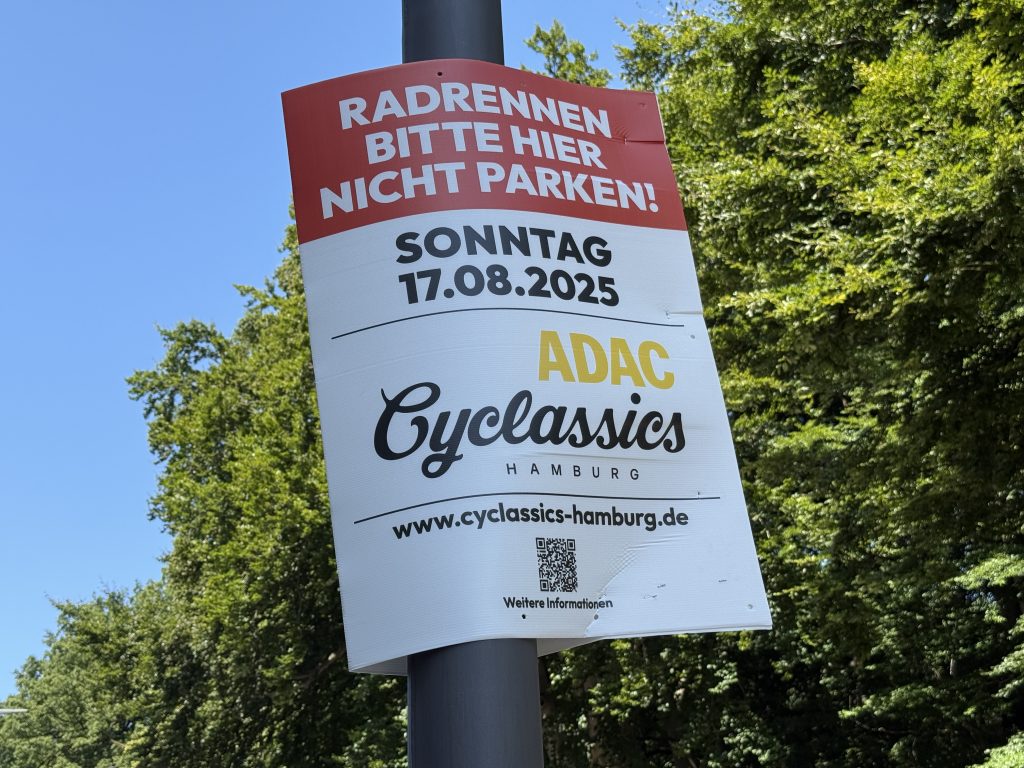 RADRENNEN
BITTE HIER
NICHT PARKEN!
SONNTAG
17.08.2025
ADAC
Cyclassics
HAMBURG
www.cyclassics-hamburg.de
Weitere Informationen